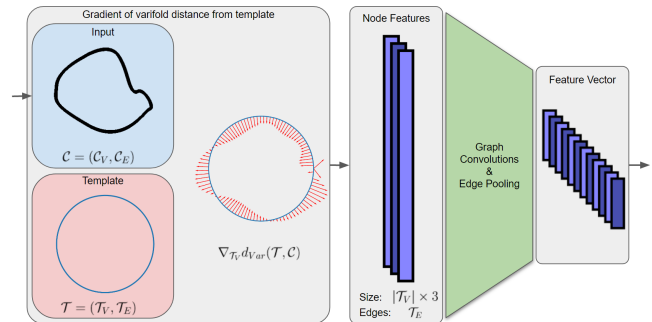 Gradient of varifold distance from template
Input
𝒞 = (𝒞_V, 𝒞_E)
Template
𝒯 = (𝒯_V, 𝒯_E)
∇_{𝒯_V} d_{Var}(𝒯, 𝒞)
Node Features
Size: |𝒯_V| × 3
Edges: 𝒯_E
Graph
Convolutions
&
Edge Pooling
Feature Vector